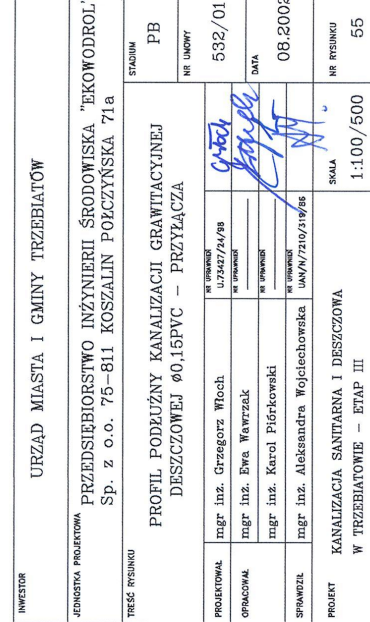 INWESTOR
URZĄD MIASTA I GMINY TRZEBIATÓW
JEDNOSTKA PROJEKTOWA
PRZEDSIĘBIORSTWO INŻYNIERII ŚRODOWISKA "EKOWODROL"
Sp. z o.o. 75-811 KOSZALIN POŁCZYŃSKA 71a
TREŚĆ RYSUNKU
PROFIL PODŁUŻNY KANALIZACJI GRAWITACYJNEJ
DESZCZOWEJ ø0,15PVC – PRZYŁĄCZA
STADIUM
PB
NR UMOWY
532/01
PROJEKTOWAŁ
mgr inż. Grzegorz Włoch
NR UPRAWNIEŃ
U.73427/24/98
OPRACOWAŁ
mgr inż. Ewa Wawrzak
NR UPRAWNIEŃ
mgr inż. Karol Piórkowski
NR UPRAWNIEŃ
SPRAWDZIŁ
mgr inż. Aleksandra Wojciechowska
NR UPRAWNIEŃ
UAN/N/7210/319/86
DATA
08.2002
PROJEKT
KANALIZACJA SANITARNA I DESZCZOWA
W TRZEBIATOWIE – ETAP III
SKALA
1:100/500
NR RYSUNKU
55